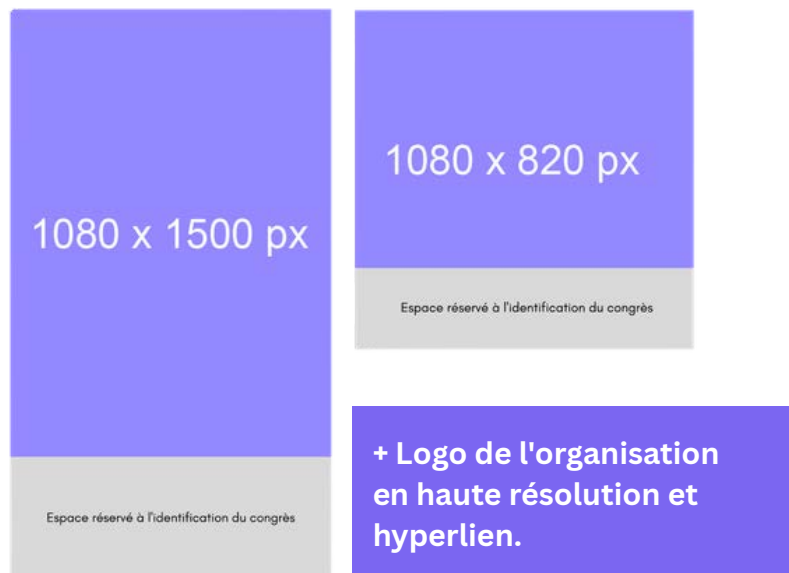 1080 x 1500 px
Espace réservé à l'identification du congrès
1080 x 820 px
Espace réservé à l'identification du congrès
+ Logo de l'organisation
en haute résolution et
hyperlien.